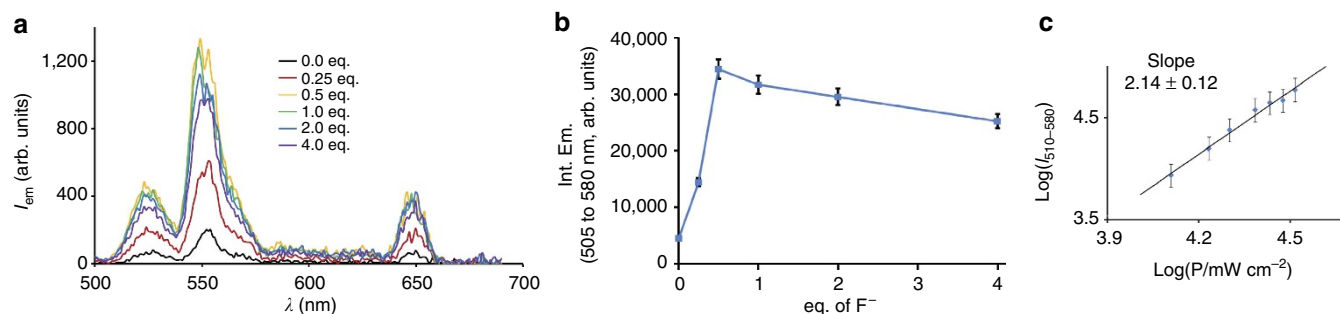 a
1,200
800
400
0
500
550
600
650
700
I_em (arb. units)
λ (nm)
0.0 eq.
0.25 eq.
0.5 eq.
1.0 eq.
2.0 eq.
4.0 eq.
b
40,000
30,000
20,000
10,000
0
0
1
2
3
4
Int. Em.
(505 to 580 nm, arb. units)
eq. of F⁻
c
Slope
2.14 ± 0.12
4.5
3.5
3.9
4.2
4.5
Log(I₅₁₀₋₅₈₀)
Log(P/mW cm⁻²)